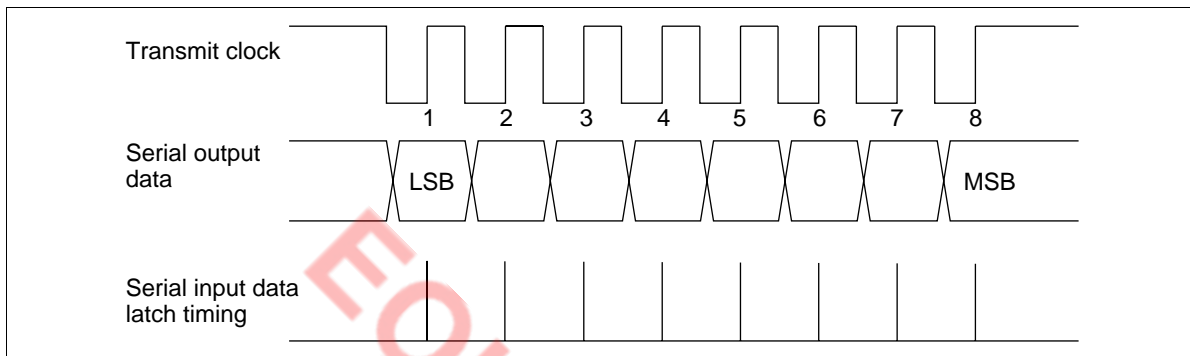 Transmit clock
1 2 3 4 5 6 7 8
Serial output
data
LSB
MSB
Serial input data
latch timing